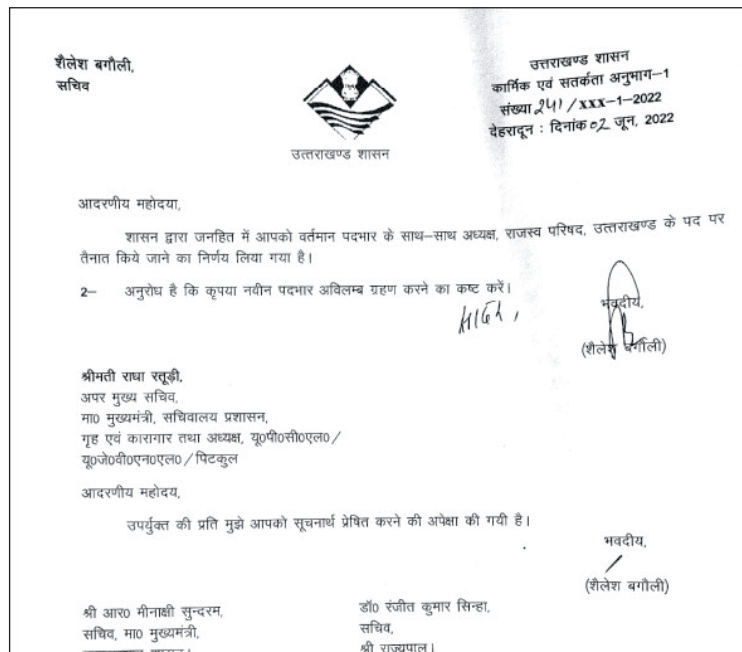 शैलेश बगौली,
सचिव
उत्तराखण्ड शासन
उत्तराखण्ड शासन
कार्मिक एवं सतर्कता अनुभाग–1
संख्या 241/xxx-1-2022
देहरादून : दिनांक 02 जून, 2022
आदरणीय महोदया,
शासन द्वारा जनहित में आपको वर्तमान पदभार के साथ–साथ अध्यक्ष, राजस्व परिषद, उत्तराखण्ड के पद पर
तैनात किये जाने का निर्णय लिया गया है।
2– अनुरोध है कि कृपया नवीन पदभार अविलम्ब ग्रहण करने का कष्ट करें।
भवदीय,
(शैलेश बगौली)
श्रीमती राधा रतूड़ी,
अपर मुख्य सचिव,
मा0 मुख्यमंत्री, सचिवालय प्रशासन,
गृह एवं कारागार तथा अध्यक्ष, यू0पी0सी0एल0/
यू0जे0वी0एन0एल0/पिटकुल
आदरणीय महोदय,
उपर्युक्त की प्रति मुझे आपको सूचनार्थ प्रेषित करने की अपेक्षा की गयी है।
भवदीय,
(शैलेश बगौली)
श्री आर0 मीनाक्षी सुन्दरम,
सचिव, मा0 मुख्यमंत्री,
डॉ0 रंजीत कुमार सिन्हा,
सचिव,
श्री राज्यपाल।